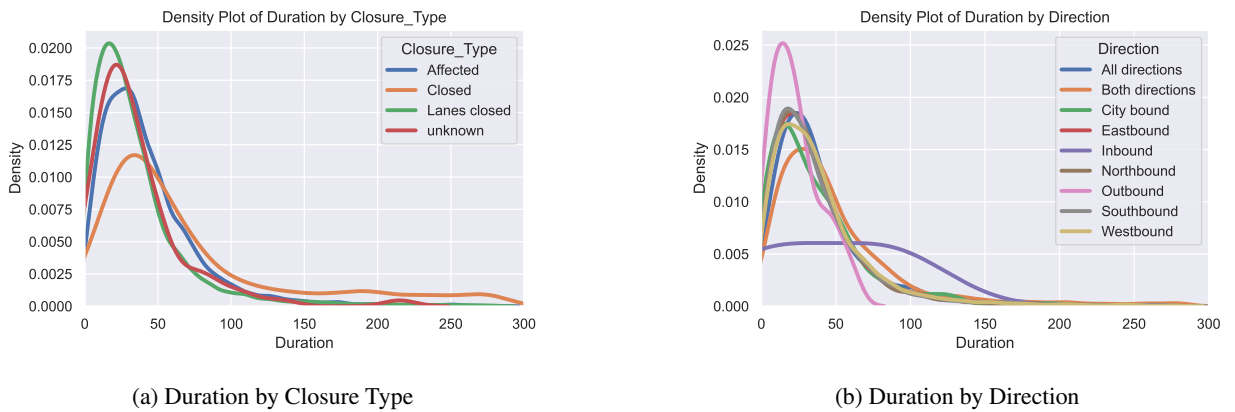 Density Plot of Duration by Closure_Type
Density
0.0200
0.0175
0.0150
0.0125
0.0100
0.0075
0.0050
0.0025
0.0000
Closure_Type
Affected
Closed
Lanes closed
unknown
0 50 100 150 200 250 300
Duration
(a) Duration by Closure Type
Density Plot of Duration by Direction
Density
0.025
0.020
0.015
0.010
0.005
0.000
Direction
All directions
Both directions
City bound
Eastbound
Inbound
Northbound
Outbound
Southbound
Westbound
0 50 100 150 200 250 300
Duration
(b) Duration by Direction